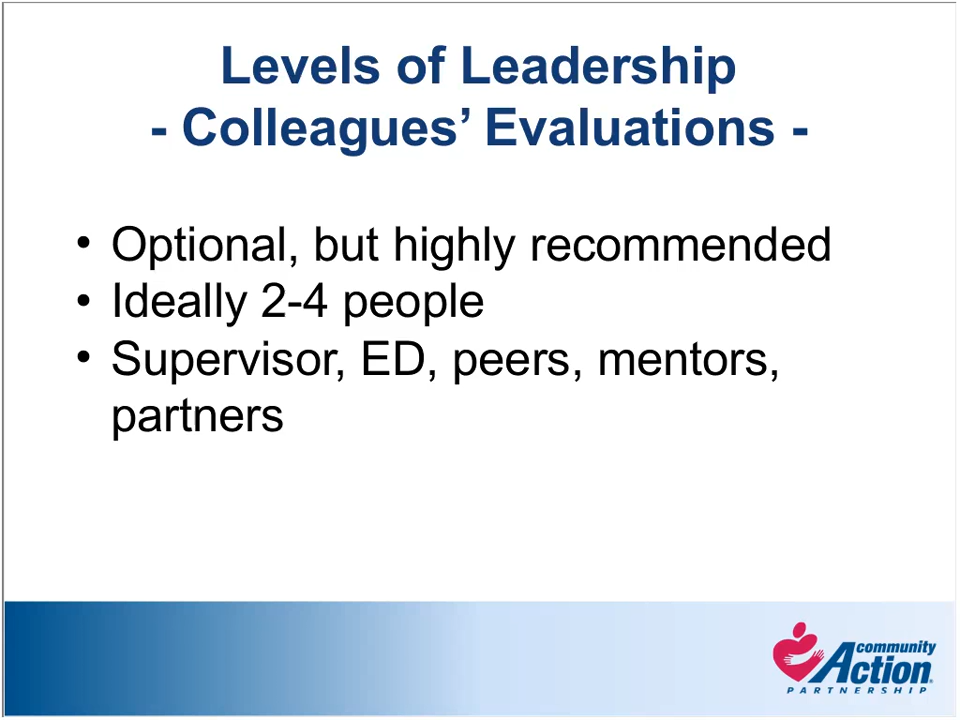 Levels of Leadership
- Colleagues’ Evaluations -
• Optional, but highly recommended
• Ideally 2-4 people
• Supervisor, ED, peers, mentors,
partners
community
Action
PARTNERSHIP